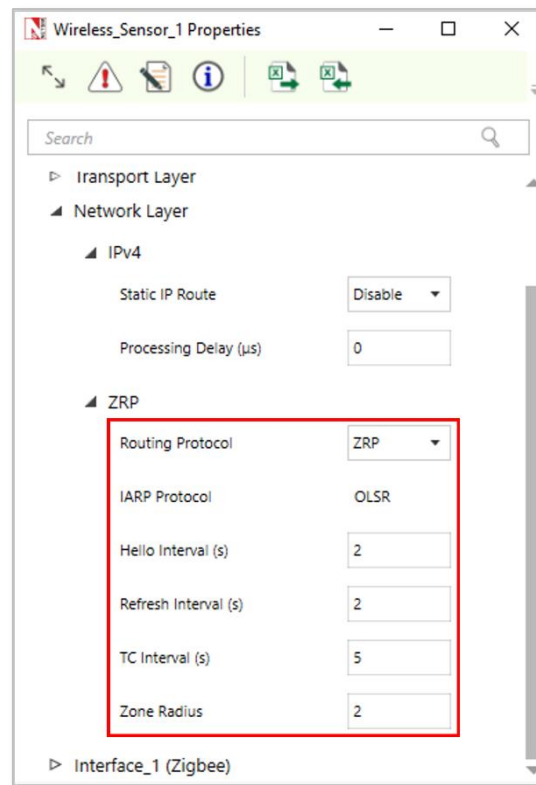 Wireless_Sensor_1 Properties
Search
Transport Layer
Network Layer
IPv4
Static IP Route Disable
Processing Delay (µs) 0
ZRP
Routing Protocol ZRP
IARP Protocol OLSR
Hello Interval (s) 2
Refresh Interval (s) 2
TC Interval (s) 5
Zone Radius 2
Interface_1 (Zigbee)